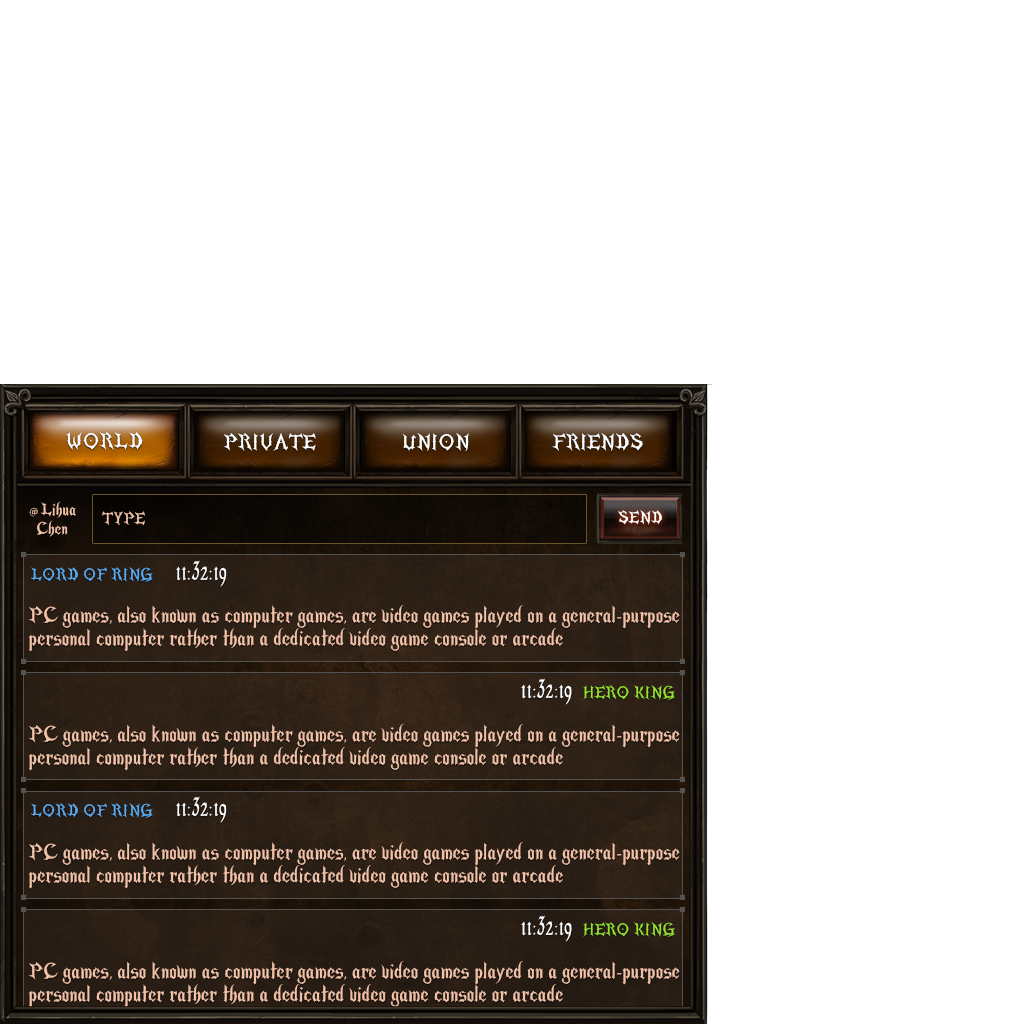 WORLD PRIVATE UNION FRIENDS
@ Lihua
Chen
TYPE
SEND
LORD OF RING 11:32:19
PC games, also known as computer games, are video games played on a general-purpose
personal computer rather than a dedicated video game console or arcade
11:32:19 HERO KING
PC games, also known as computer games, are video games played on a general-purpose
personal computer rather than a dedicated video game console or arcade
LORD OF RING 11:32:19
PC games, also known as computer games, are video games played on a general-purpose
personal computer rather than a dedicated video game console or arcade
11:32:19 HERO KING
PC games, also known as computer games, are video games played on a general-purpose
personal computer rather than a dedicated video game console or arcade